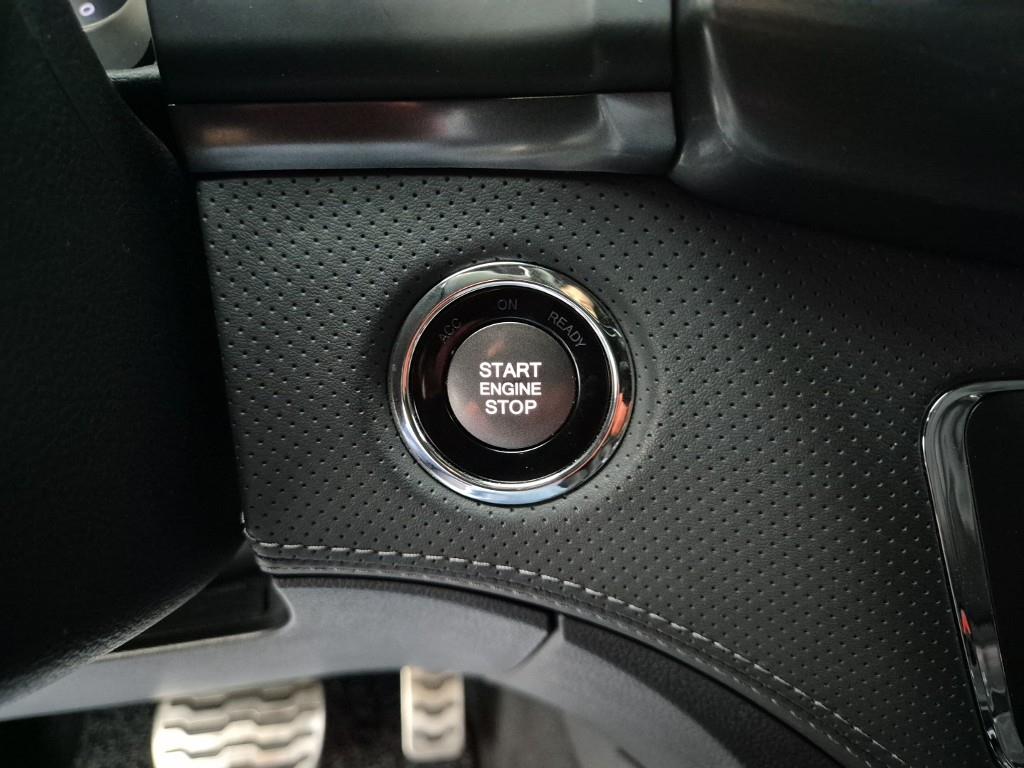 ACC ON READY
START
ENGINE
STOP